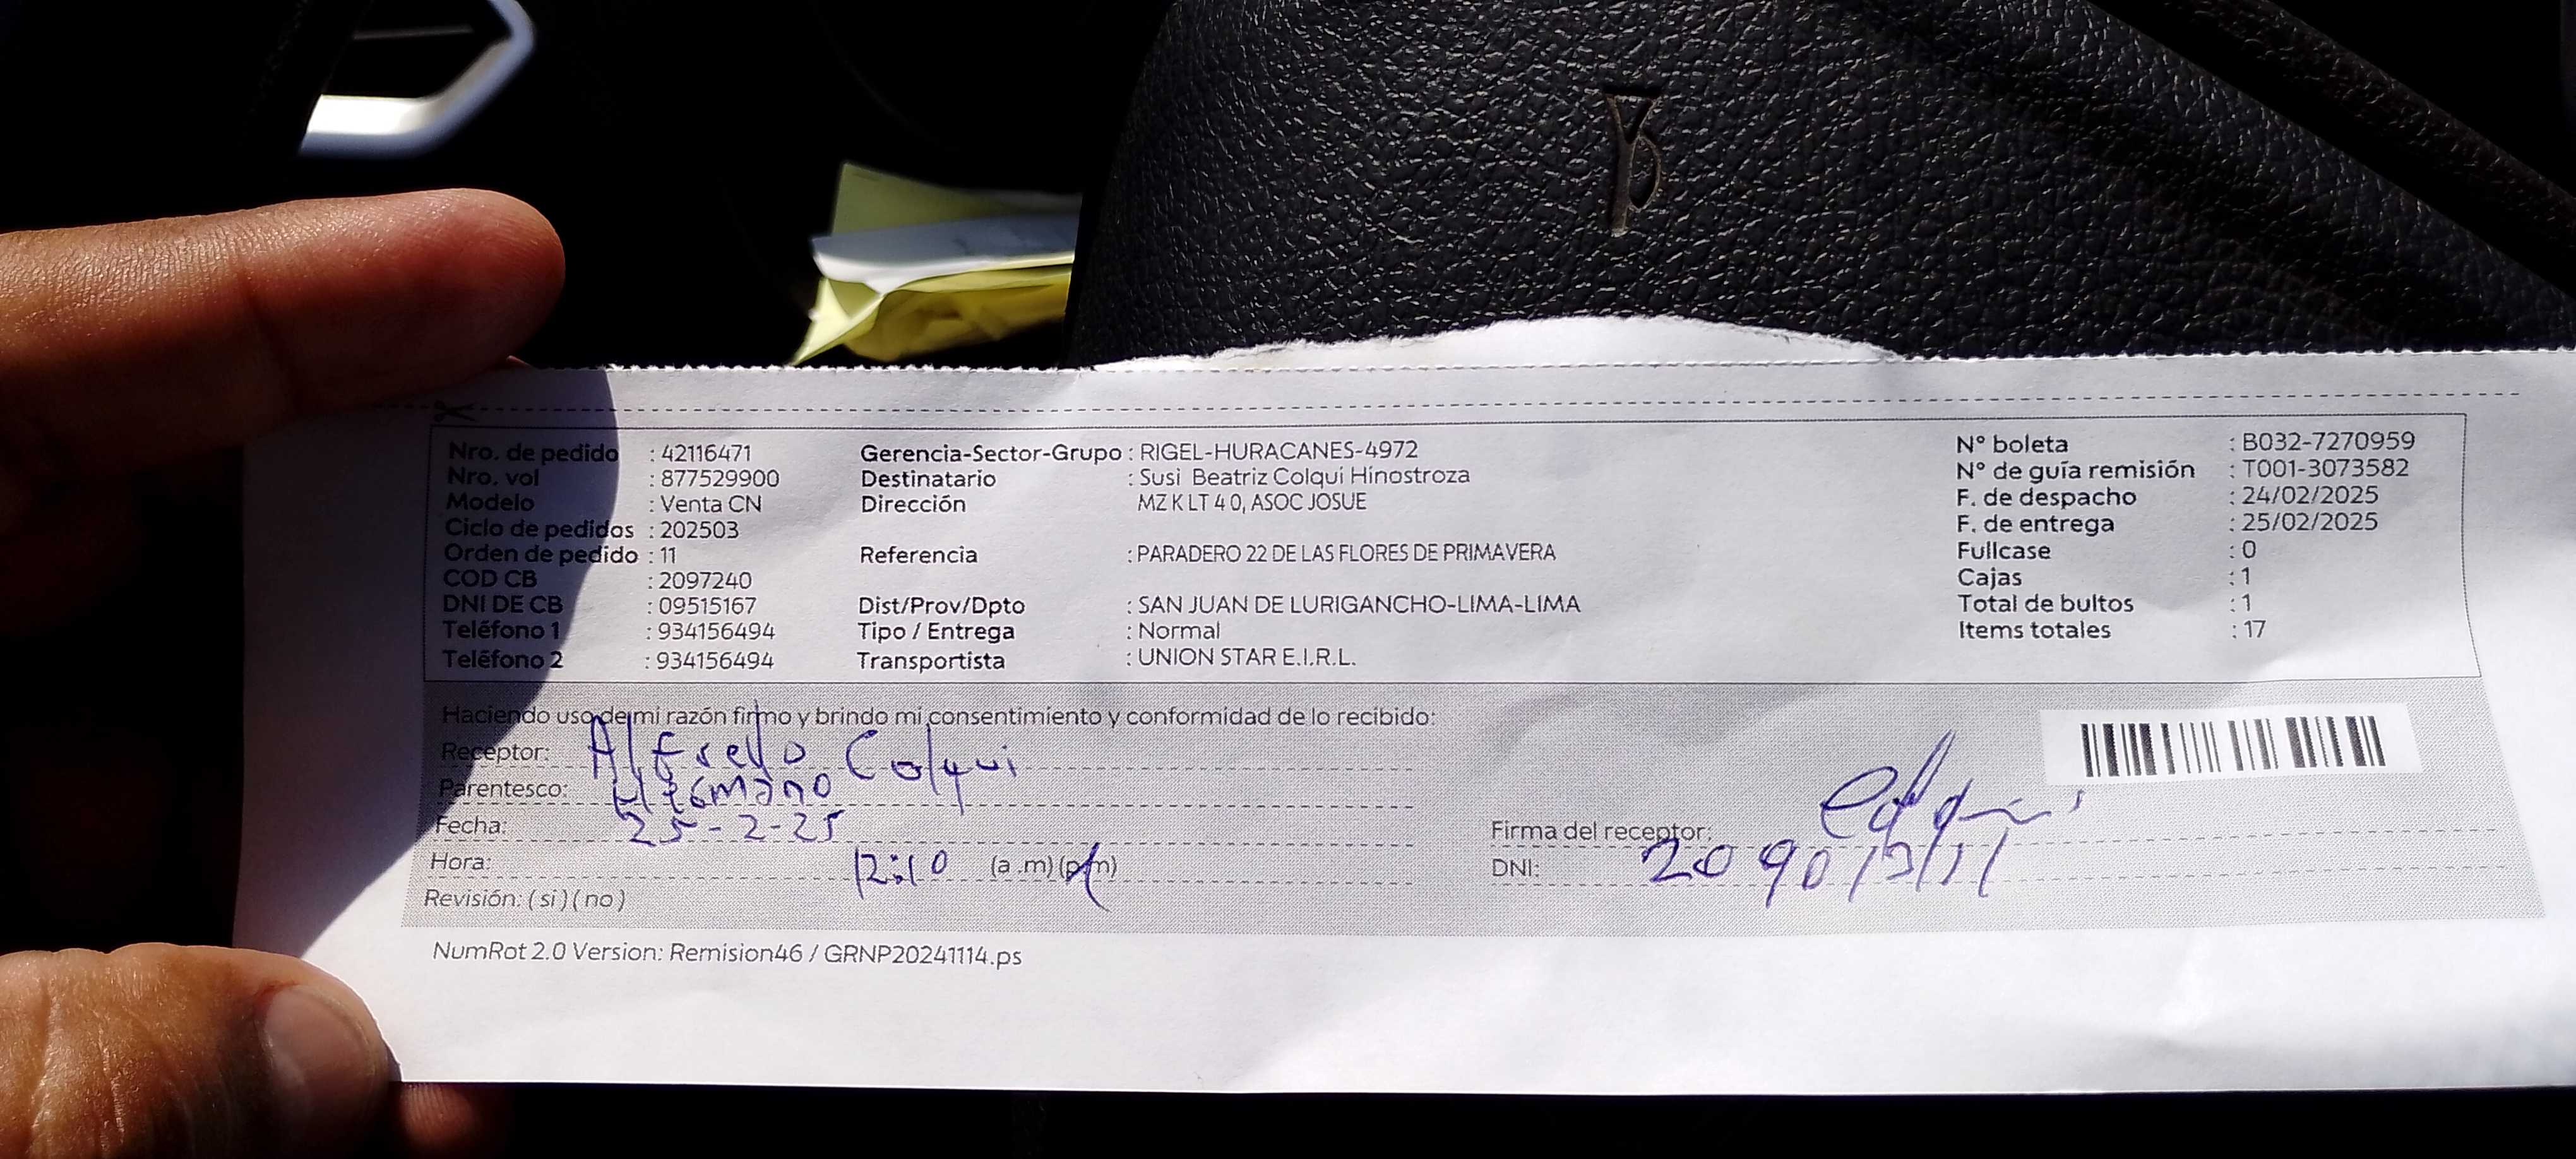 Nro. de pedido : 42116471
Nro. vol : 877529900
Modelo : Venta CN
Ciclo de pedidos : 202503
Orden de pedido : 11
COD CB : 2097240
DNI DE CB : 09515167
Teléfono 1 : 934156494
Teléfono 2 : 934156494
Gerencia-Sector-Grupo : RIGEL-HURACANES-4972
Destinatario : Susi Beatriz Colqui Hinostroza
Dirección MZ K LT 4 0, ASOC JOSUE
Referencia : PARADERO 22 DE LAS FLORES DE PRIMAVERA
Dist/Prov/Dpto : SAN JUAN DE LURIGANCHO-LIMA-LIMA
Tipo / Entrega : Normal
Transportista : UNION STAR E.I.R.L.
N° boleta : B032-7270959
N° de guía remisión : T001-3073582
F. de despacho : 24/02/2025
F. de entrega : 25/02/2025
Fullcase : 0
Cajas : 1
Total de bultos : 1
Items totales : 17
Haciendo uso de mi razón firmo y brindo mi consentimiento y conformidad de lo recibido:
Receptor: Alfredo Colqui
Parentesco: Hermano
Fecha: 25-2-25
Hora: 12:10 (a .m) (p.m)
Revisión: ( si ) ( no )
Firma del receptor:
DNI:
NumRot 2.0 Version: Remision46 / GRNP20241114.ps